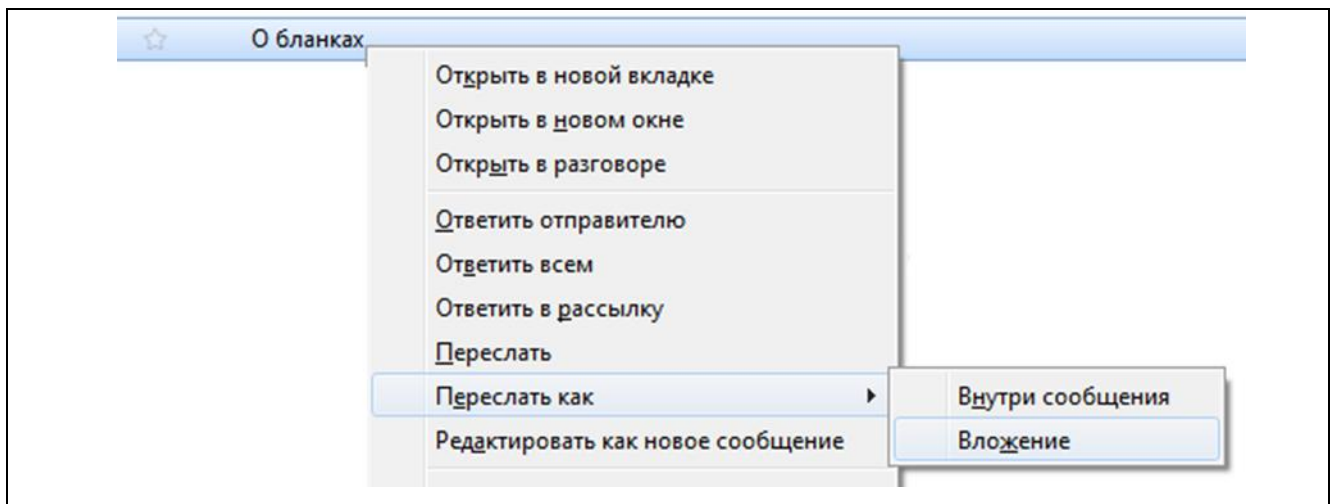 О бланках
Открыть в новой вкладке
Открыть в новом окне
Открыть в разговоре
Ответить отправителю
Ответить всем
Ответить в рассылку
Переслать
Переслать как
Внутри сообщения
Редактировать как новое сообщение
Вложение